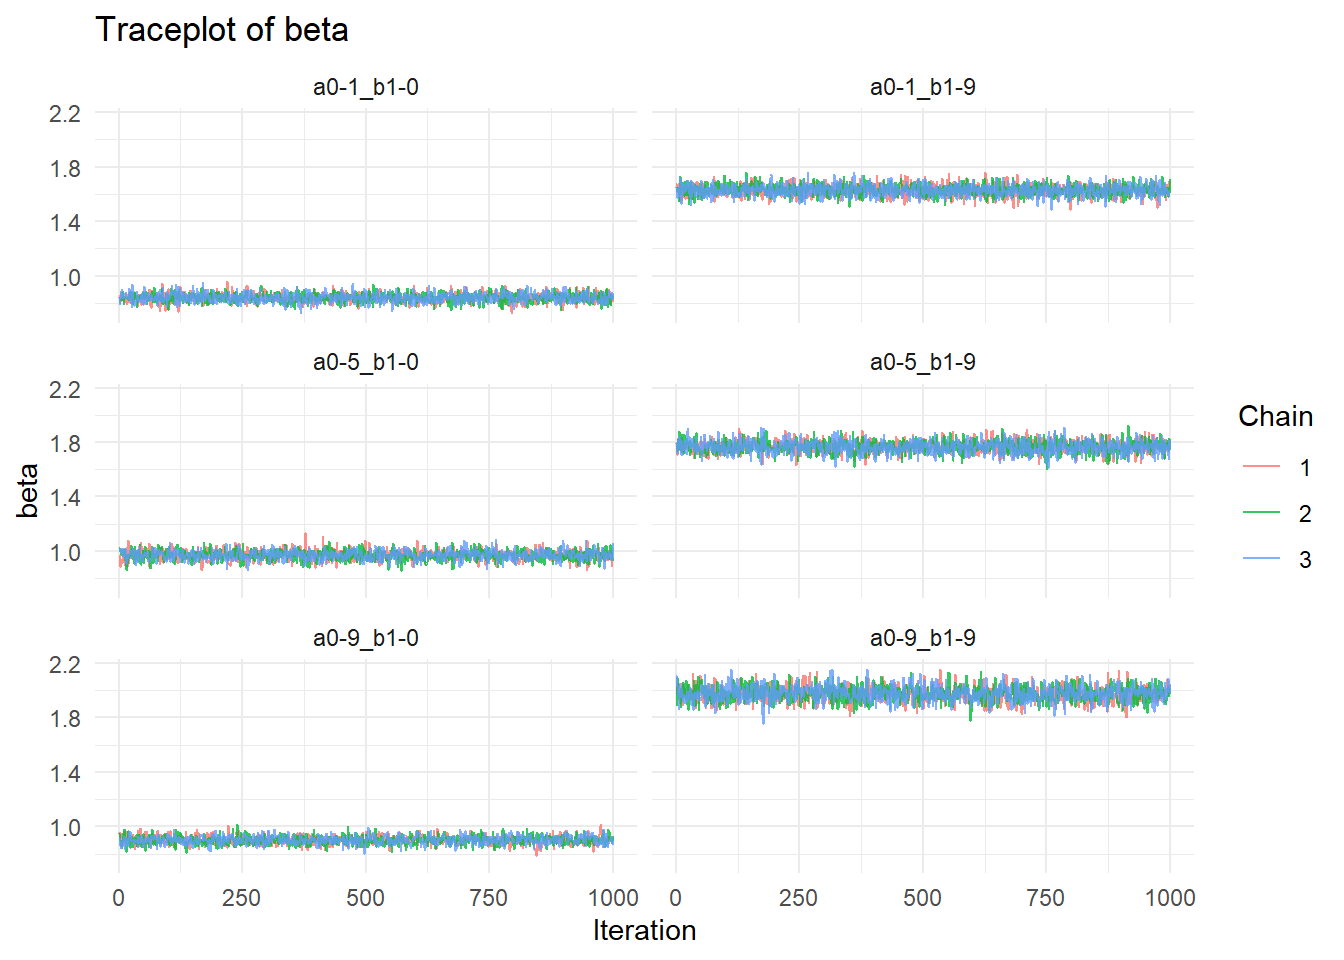 Traceplot of beta
a0-1_b1-0
a0-1_b1-9
2.2
1.8
1.4
1.0
a0-5_b1-0
a0-5_b1-9
2.2
1.8
1.4
1.0
a0-9_b1-0
a0-9_b1-9
2.2
1.8
1.4
1.0
0 250 500 750 1000
0 250 500 750 1000
Iteration
beta
Chain
1
2
3